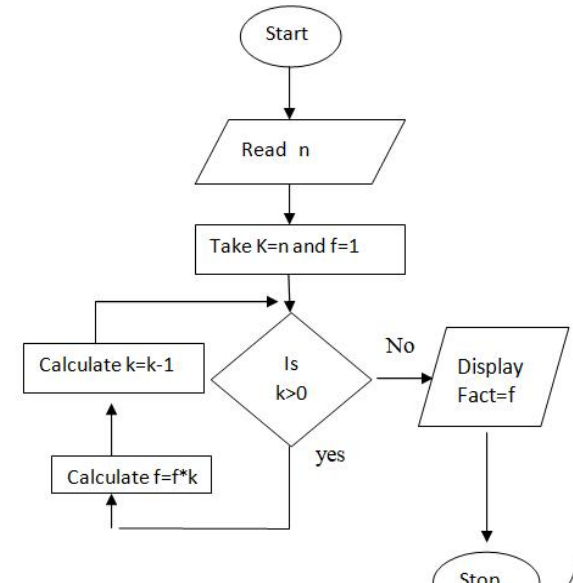 Start
Read n
Take K=n and f=1
Is
k>0
No
Display
Fact=f
Calculate k=k-1
yes
Calculate f=f*k
Stop